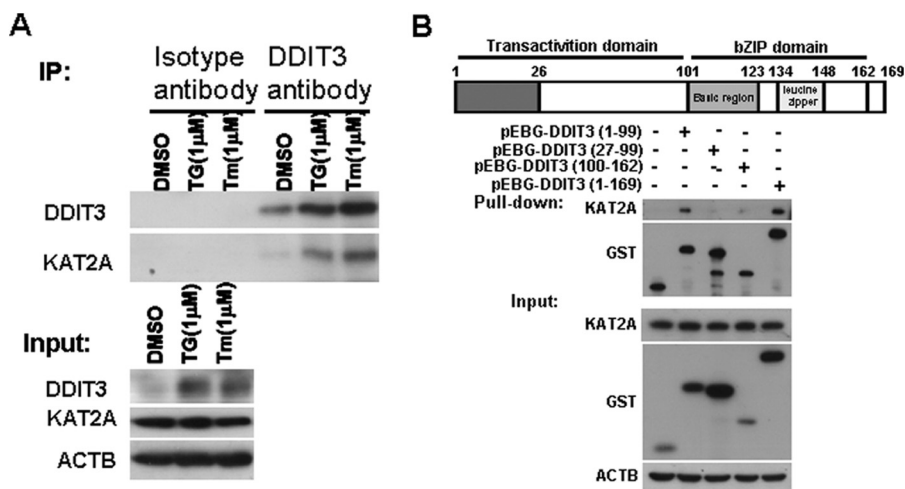 A
IP:
Isotype antibody
DDIT3 antibody
DMSO
TG(1μM)
Tm(1μM)
DMSO
TG(1μM)
Tm(1μM)
DDIT3
KAT2A
Input:
DMSO
TG(1μM)
Tm(1μM)
DDIT3
KAT2A
ACTB
B
Transactivition domain
bZIP domain
1 26 101 123 134 148 162 169
Basic region
leucine zipper
pEBG-DDIT3 (1-99) - + - - -
pEBG-DDIT3 (27-99) - - + - -
pEBG-DDIT3 (100-162) - - -- + -
pEBG-DDIT3 (1-169) - - - - +
Pull-down:
KAT2A
GST
Input:
KAT2A
GST
ACTB